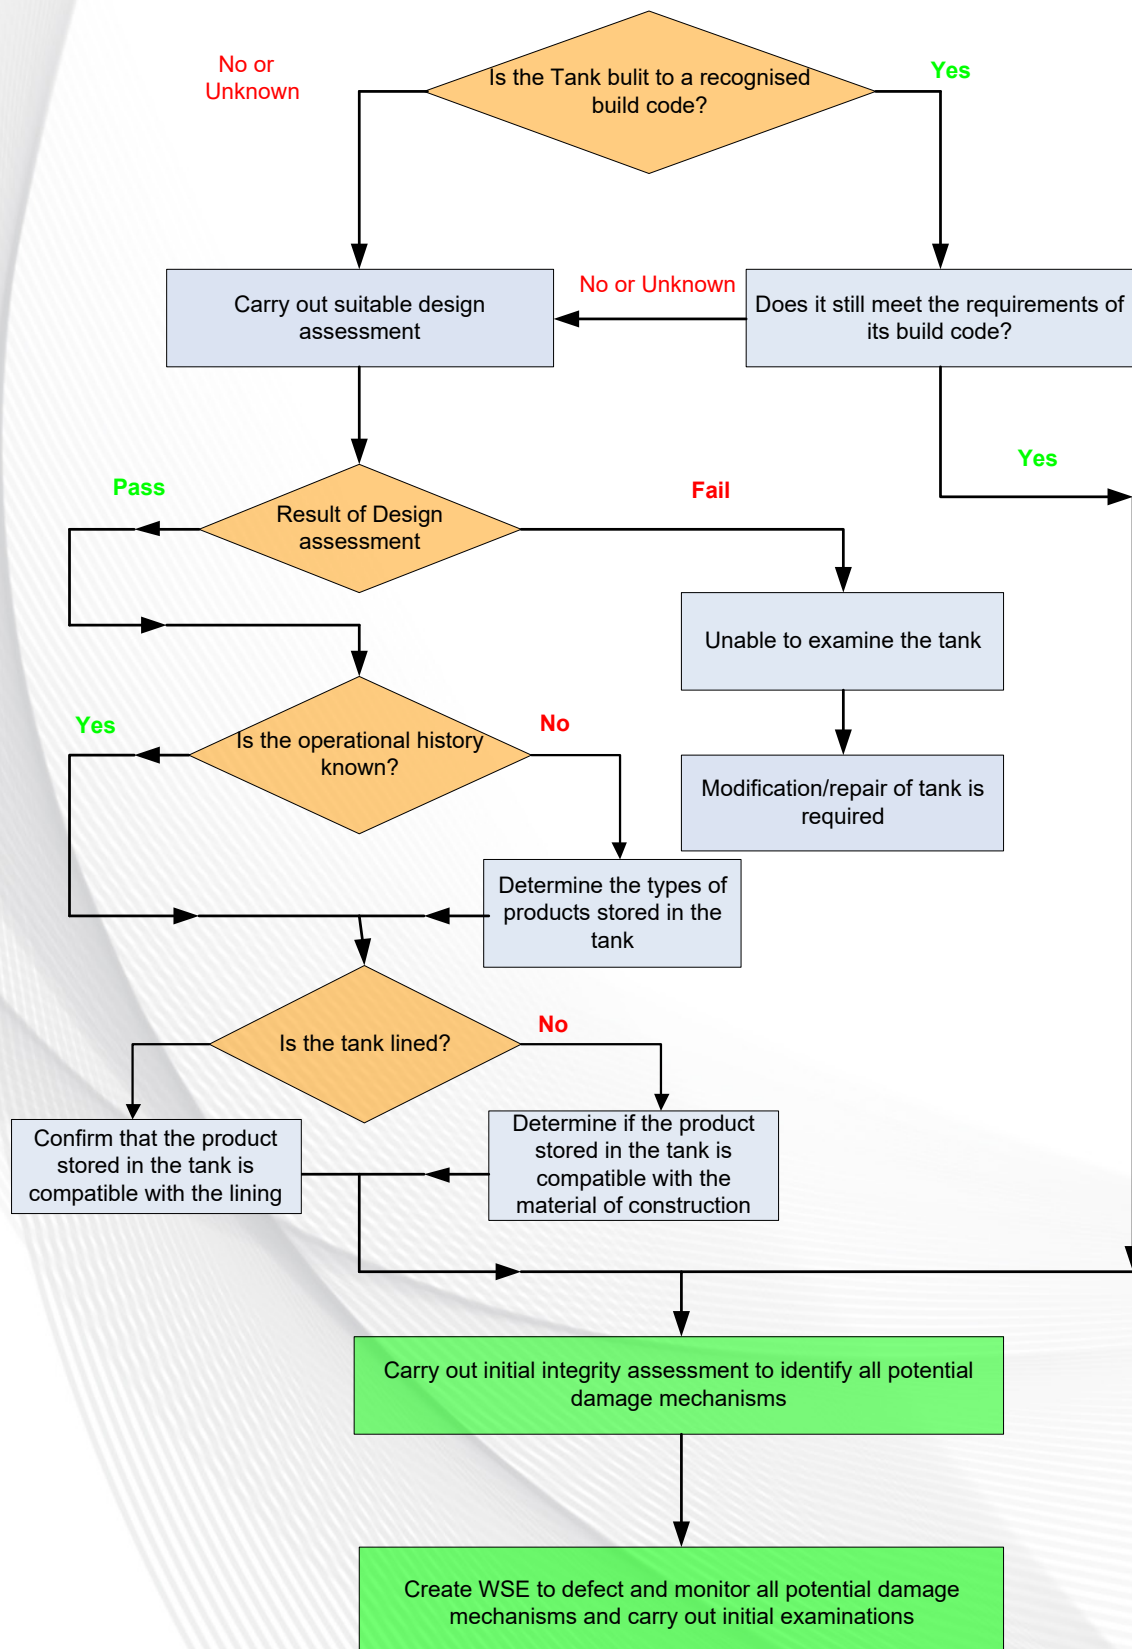 No or
Unknown
Is the Tank bulit to a recognised
build code?
Yes
Carry out suitable design
assessment
No or Unknown
Does it still meet the requirements of
its build code?
Pass
Result of Design
assessment
Fail
Yes
Unable to examine the tank
Yes
Is the operational history
known?
No
Modification/repair of tank is
required
Determine the types of
products stored in the
tank
Is the tank lined?
No
Confirm that the product
stored in the tank is
compatible with the lining
Determine if the product
stored in the tank is
compatible with the
material of construction
Carry out initial integrity assessment to identify all potential
damage mechanisms
Create WSE to defect and monitor all potential damage
mechanisms and carry out initial examinations